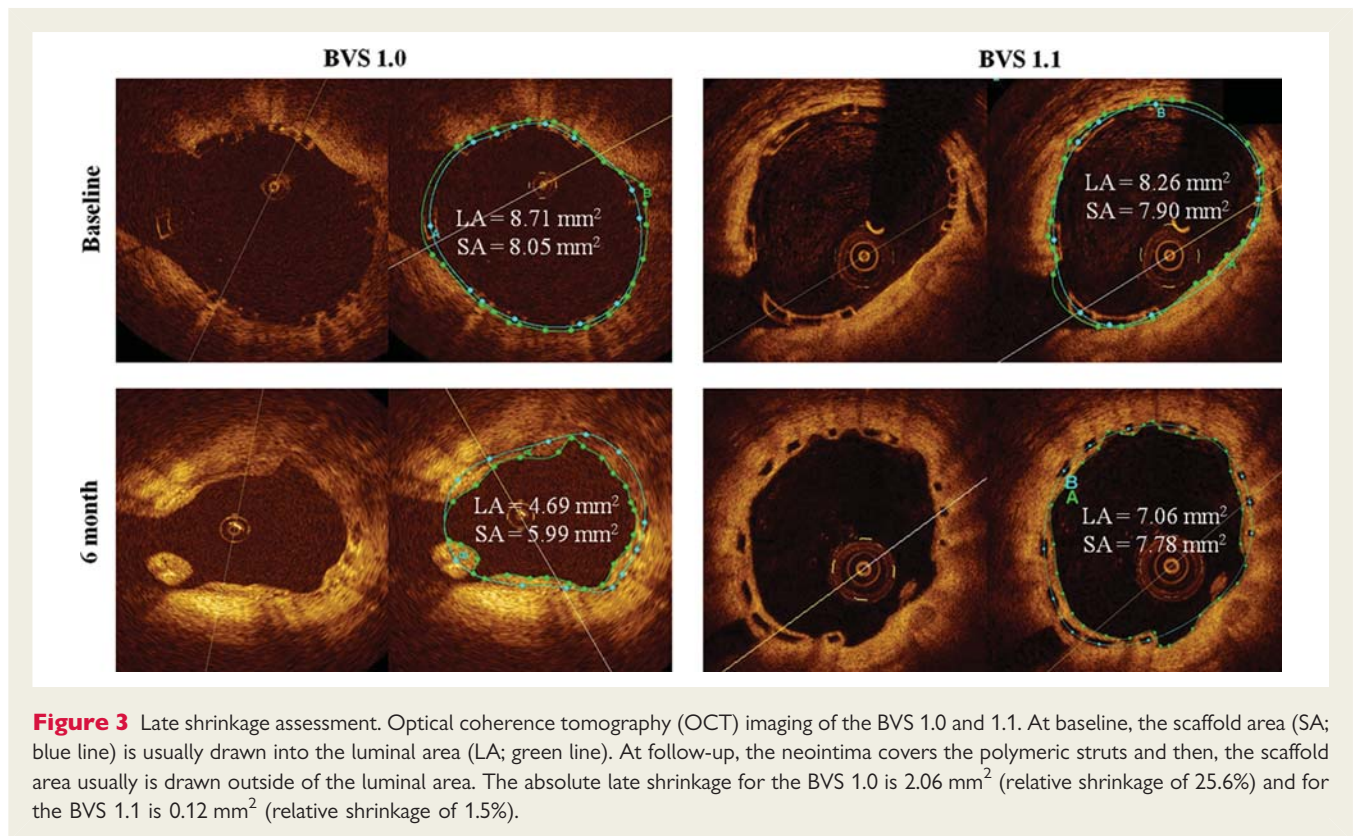 BVS 1.0
BVS 1.1
Baseline
LA = 8.71 mm²
SA = 8.05 mm²
B
A
LA = 8.26 mm²
SA = 7.90 mm²
B
A
6 month
LA = 4.69 mm²
SA = 5.99 mm²
B
A
LA = 7.06 mm²
SA = 7.78 mm²
Figure 3 Late shrinkage assessment. Optical coherence tomography (OCT) imaging of the BVS 1.0 and 1.1. At baseline, the scaffold area (SA;
blue line) is usually drawn into the luminal area (LA; green line). At follow-up, the neointima covers the polymeric struts and then, the scaffold
area usually is drawn outside of the luminal area. The absolute late shrinkage for the BVS 1.0 is 2.06 mm² (relative shrinkage of 25.6%) and for
the BVS 1.1 is 0.12 mm² (relative shrinkage of 1.5%).